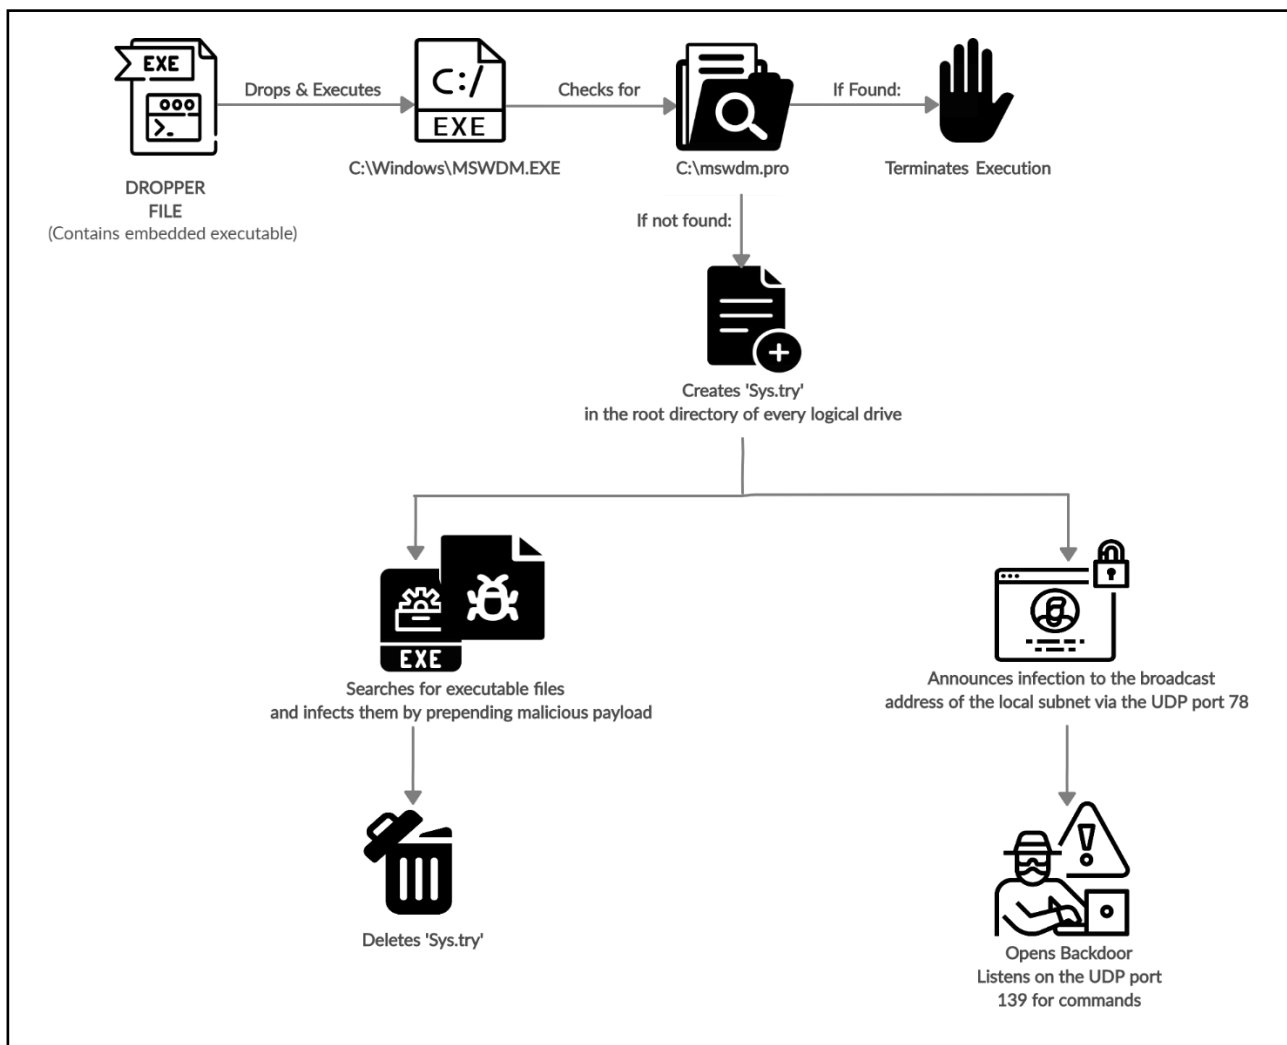 EXE
>_
Drops & Executes
C:/
EXE
Checks for
If Found:
DROPPER
FILE
(Contains embedded executable)
C:\Windows\MSWDM.EXE
C:\mswdm.pro
Terminates Execution
If not found:
Creates 'Sys.try'
in the root directory of every logical drive
EXE
Searches for executable files
and infects them by prepending malicious payload
Announces infection to the broadcast
address of the local subnet via the UDP port 78
Deletes 'Sys.try'
Opens Backdoor
Listens on the UDP port
139 for commands